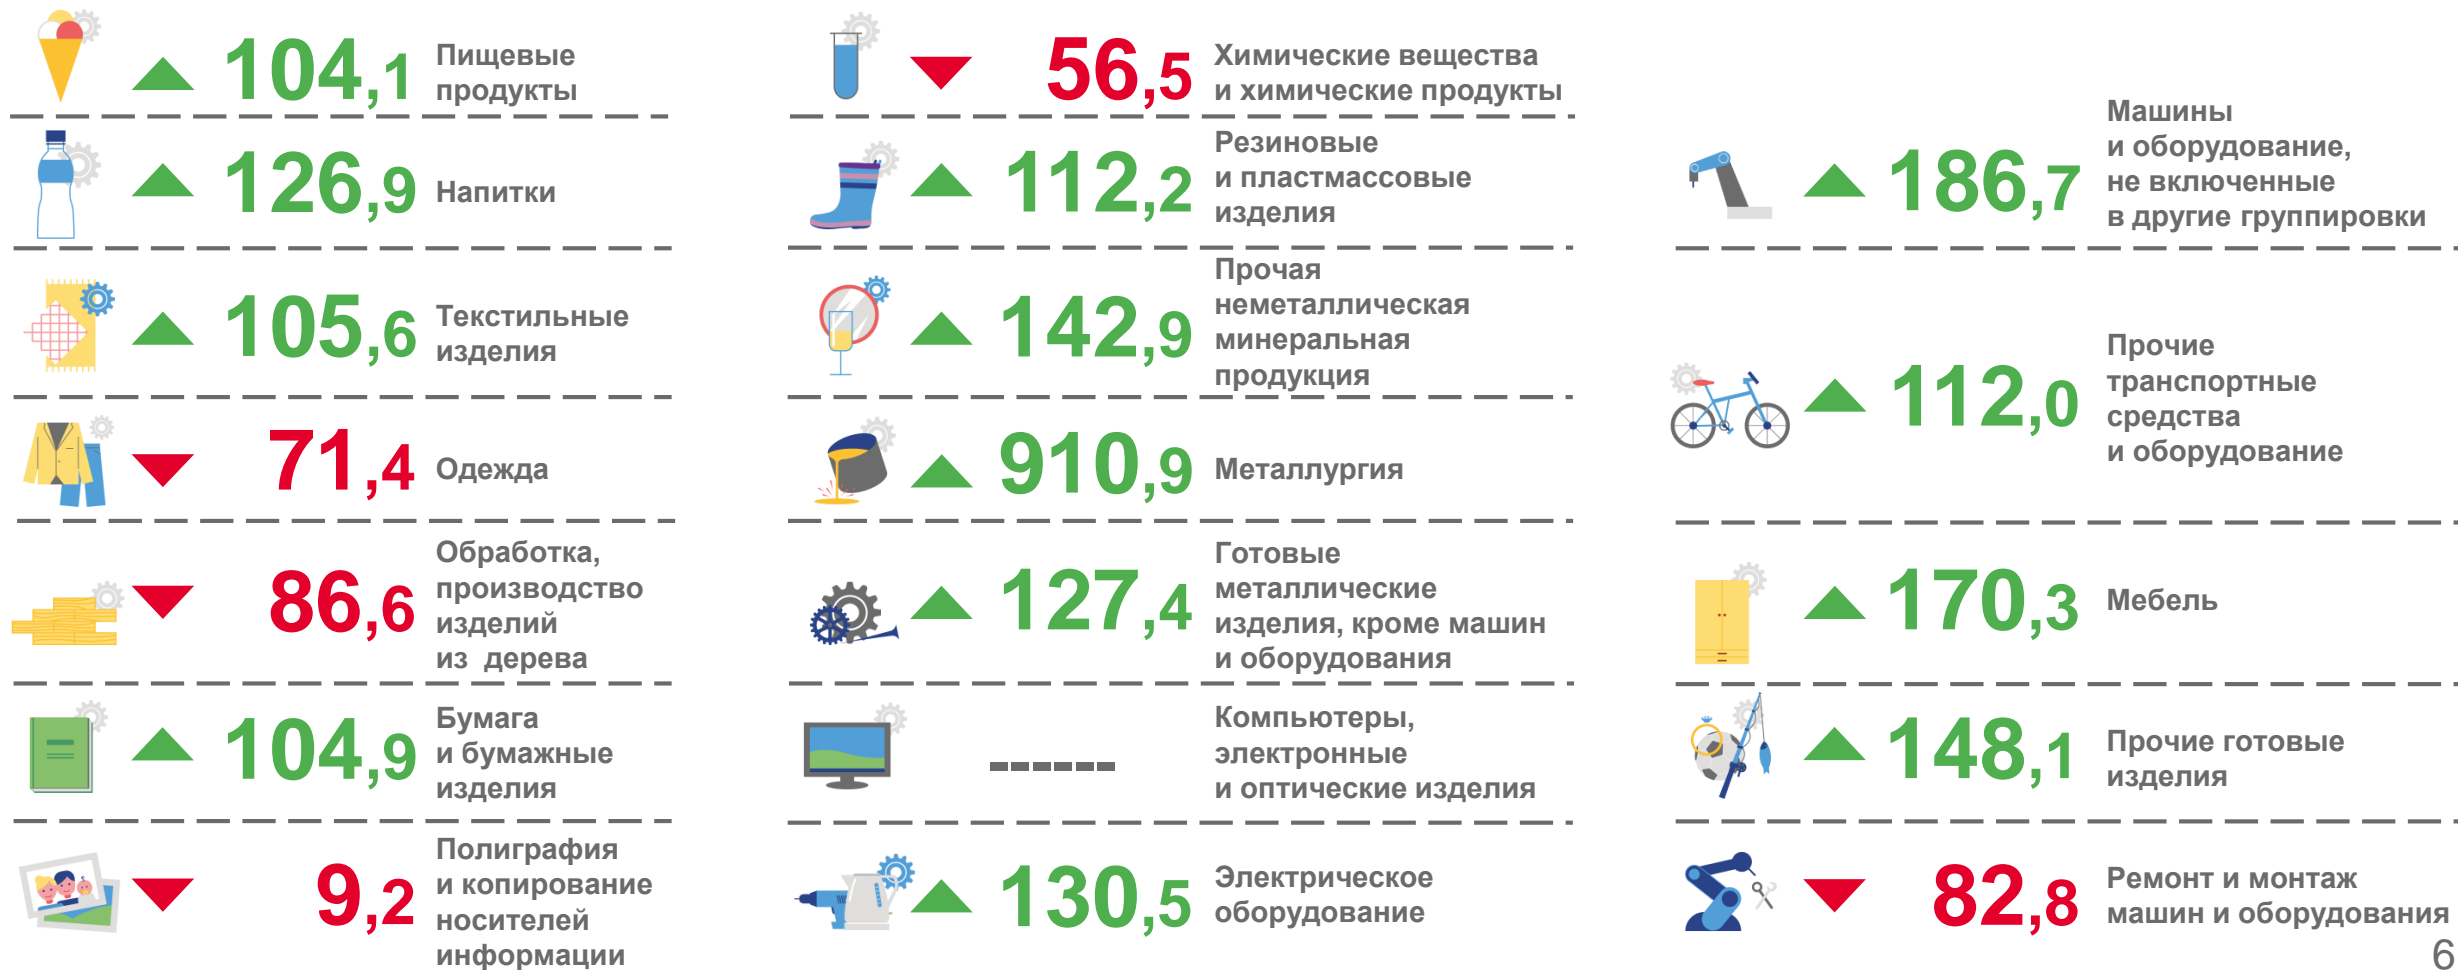 104,1
Пищевые
продукты
126,9
Напитки
105,6
Текстильные
изделия
71,4
Одежда
86,6
Обработка,
производство
изделий
из дерева
104,9
Бумага
и бумажные
изделия
9,2
Полиграфия
и копирование
носителей
информации
56,5
Химические вещества
и химические продукты
112,2
Резиновые
и пластмассовые
изделия
142,9
Прочая
неметаллическая
минеральная
продукция
910,9
Металлургия
127,4
Готовые
металлические
изделия, кроме машин
и оборудования
------
Компьютеры,
электронные
и оптические изделия
130,5
Электрическое
оборудование
186,7
Машины
и оборудование,
не включенные
в другие группировки
112,0
Прочие
транспортные
средства
и оборудование
170,3
Мебель
148,1
Прочие готовые
изделия
82,8
Ремонт и монтаж
машин и оборудования
6